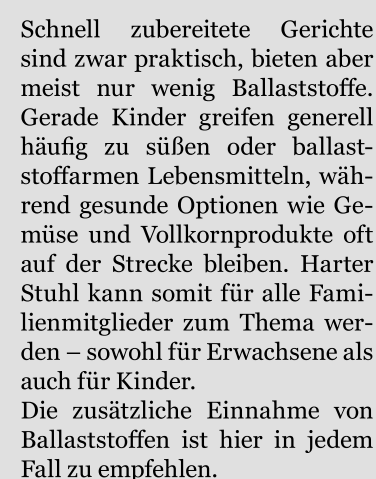 Schnell zubereitete Gerichte
sind zwar praktisch, bieten aber
meist nur wenig Ballaststoffe.
Gerade Kinder greifen generell
häufig zu süßen oder ballast-
stoffarmen Lebensmitteln, wäh-
rend gesunde Optionen wie Ge-
müse und Vollkornprodukte oft
auf der Strecke bleiben. Harter
Stuhl kann somit für alle Fami-
lienmitglieder zum Thema wer-
den – sowohl für Erwachsene als
auch für Kinder.
Die zusätzliche Einnahme von
Ballaststoffen ist hier in jedem
Fall zu empfehlen.